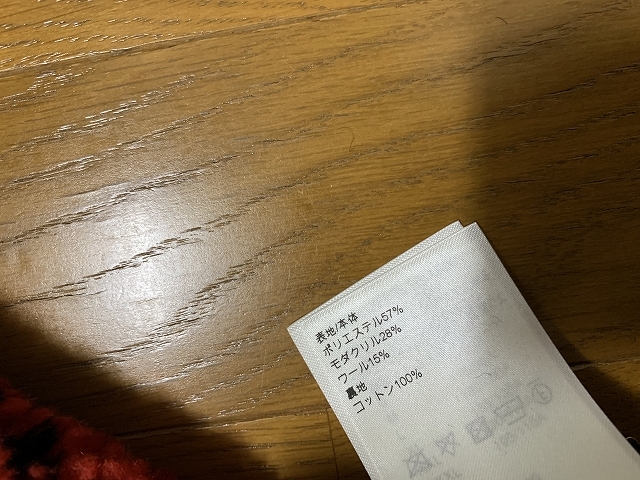 表地/本体
ポリエステル57%
モダクリル28%
ウール15%
裏地
コットン100%